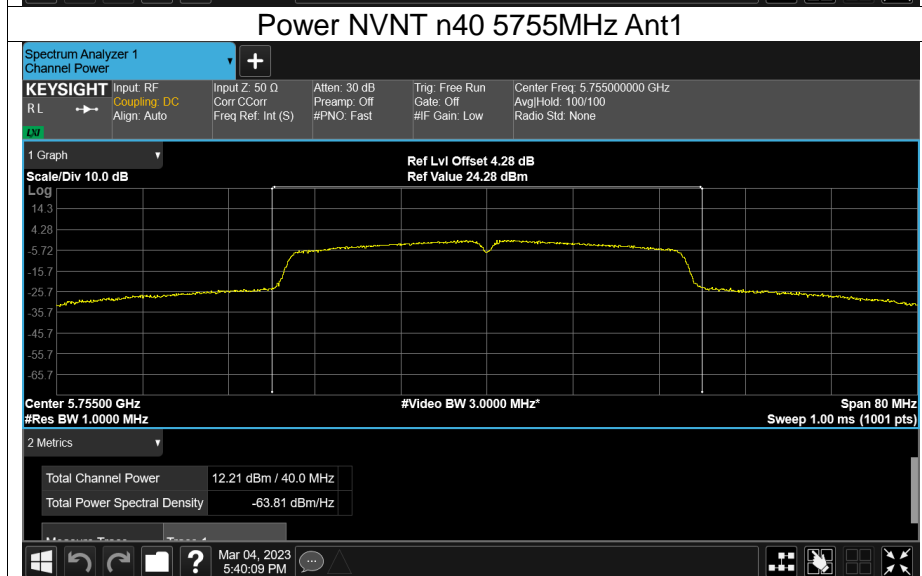 Power NVNT n40 5755MHz Ant1
Spectrum Analyzer 1
Channel Power
+
KEYSIGHT
R L
LXI
Input: RF
Coupling: DC
Align: Auto
Input Z: 50 Ω
Corr CCorr
Freq Ref: Int (S)
Atten: 30 dB
Preamp: Off
#PNO: Fast
Trig: Free Run
Gate: Off
#IF Gain: Low
Center Freq: 5.755000000 GHz
Avg|Hold: 100/100
Radio Std: None
1 Graph
Scale/Div 10.0 dB
Ref Lvl Offset 4.28 dB
Ref Value 24.28 dBm
Log
14.3
4.28
-5.72
-15.7
-25.7
-35.7
-45.7
-55.7
-65.7
Center 5.75500 GHz
#Video BW 3.0000 MHz*
Span 80 MHz
#Res BW 1.0000 MHz
Sweep 1.00 ms (1001 pts)
2 Metrics
Total Channel Power 12.21 dBm / 40.0 MHz
Total Power Spectral Density -63.81 dBm/Hz
?
Mar 04, 2023
5:40:09 PM